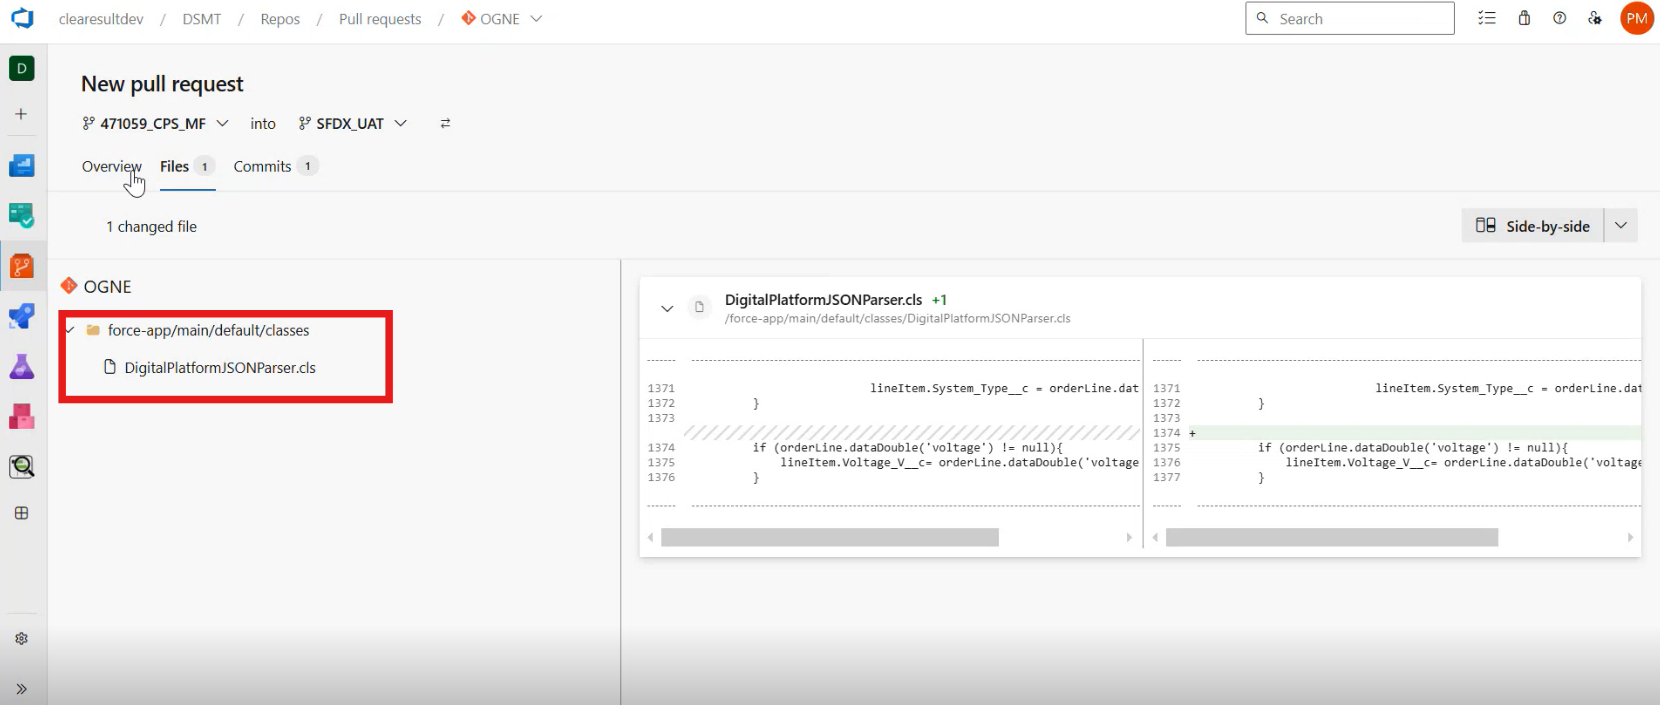 clearesultdev / DSMT / Repos / Pull requests / OGNE
Search
PM
D
New pull request
471059_CPS_MF into SFDX_UAT
Overview Files 1 Commits 1
1 changed file
Side-by-side
OGNE
force-app/main/default/classes
DigitalPlatformJSONParser.cls
DigitalPlatformJSONParser.cls +1
/force-app/main/default/classes/DigitalPlatformJSONParser.cls
1371 lineItem.System_Type__c = orderLine.dat
1372 }
1373
1374 if (orderLine.dataDouble('voltage') != null){
1375 lineItem.Voltage_V__c= orderLine.dataDouble('voltage
1376 }
1371 lineItem.System_Type__c = orderLine.dat
1372 }
1373
1374 +
1375 if (orderLine.dataDouble('voltage') != null){
1376 lineItem.Voltage_V__c= orderLine.dataDouble('voltage
1377 }